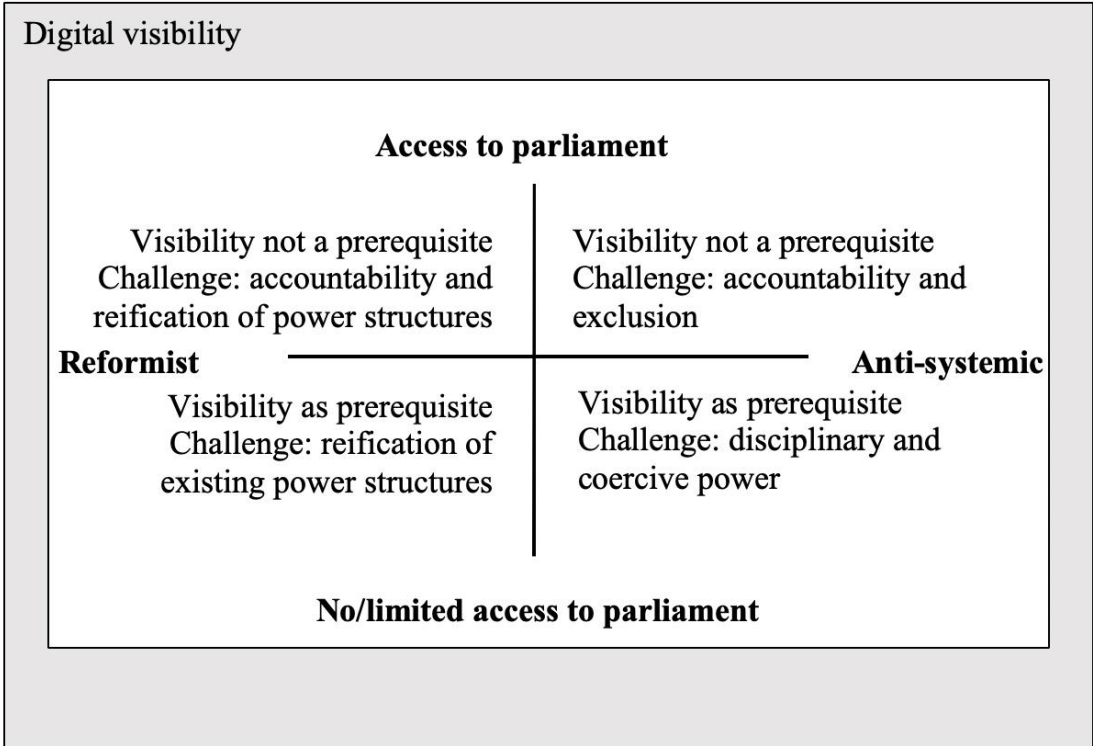 Digital visibility
Access to parliament
Visibility not a prerequisite
Challenge: accountability and
reification of power structures
Visibility not a prerequisite
Challenge: accountability and
exclusion
Reformist
Anti-systemic
Visibility as prerequisite
Challenge: reification of
existing power structures
Visibility as prerequisite
Challenge: disciplinary and
coercive power
No/limited access to parliament